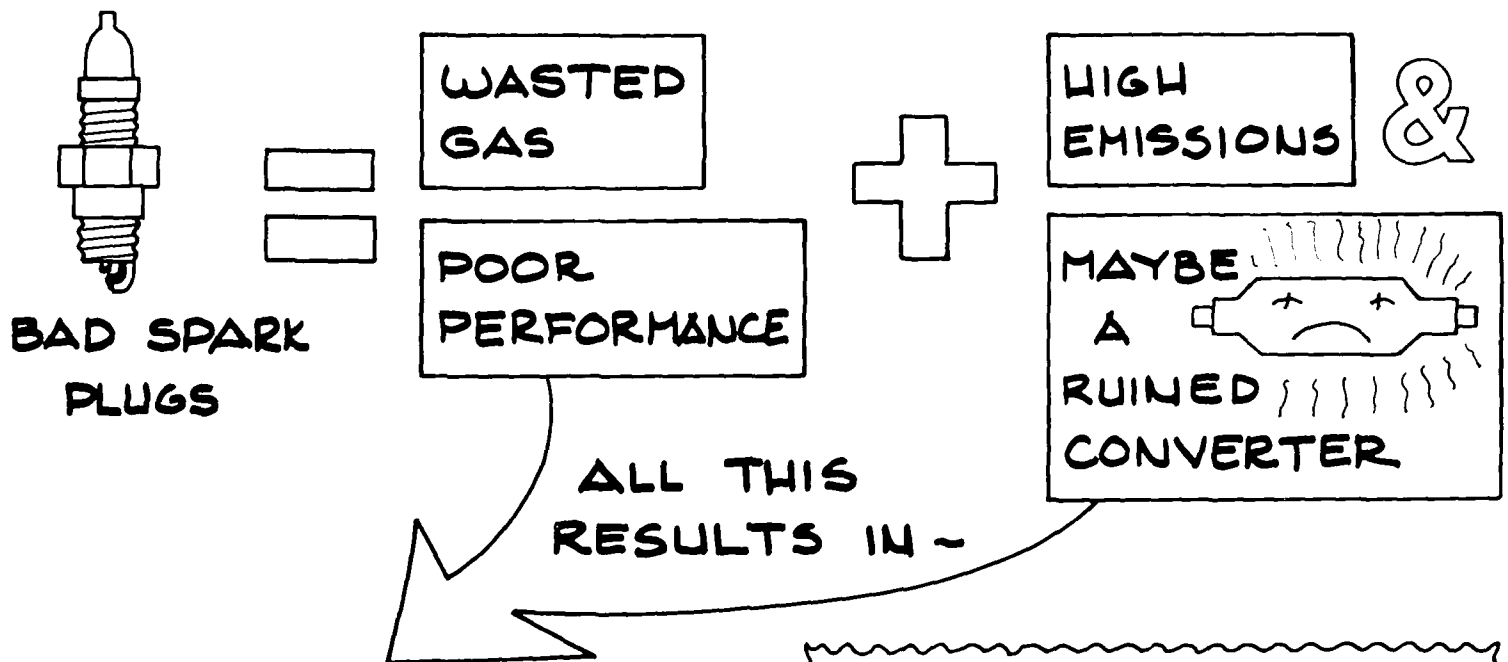 BAD SPARK
PLUGS
=
WASTED
GAS
POOR
PERFORMANCE
+
HIGH
EMISSIONS
&
MAYBE
A
RUINED
CONVERTER
ALL THIS
RESULTS IN ~